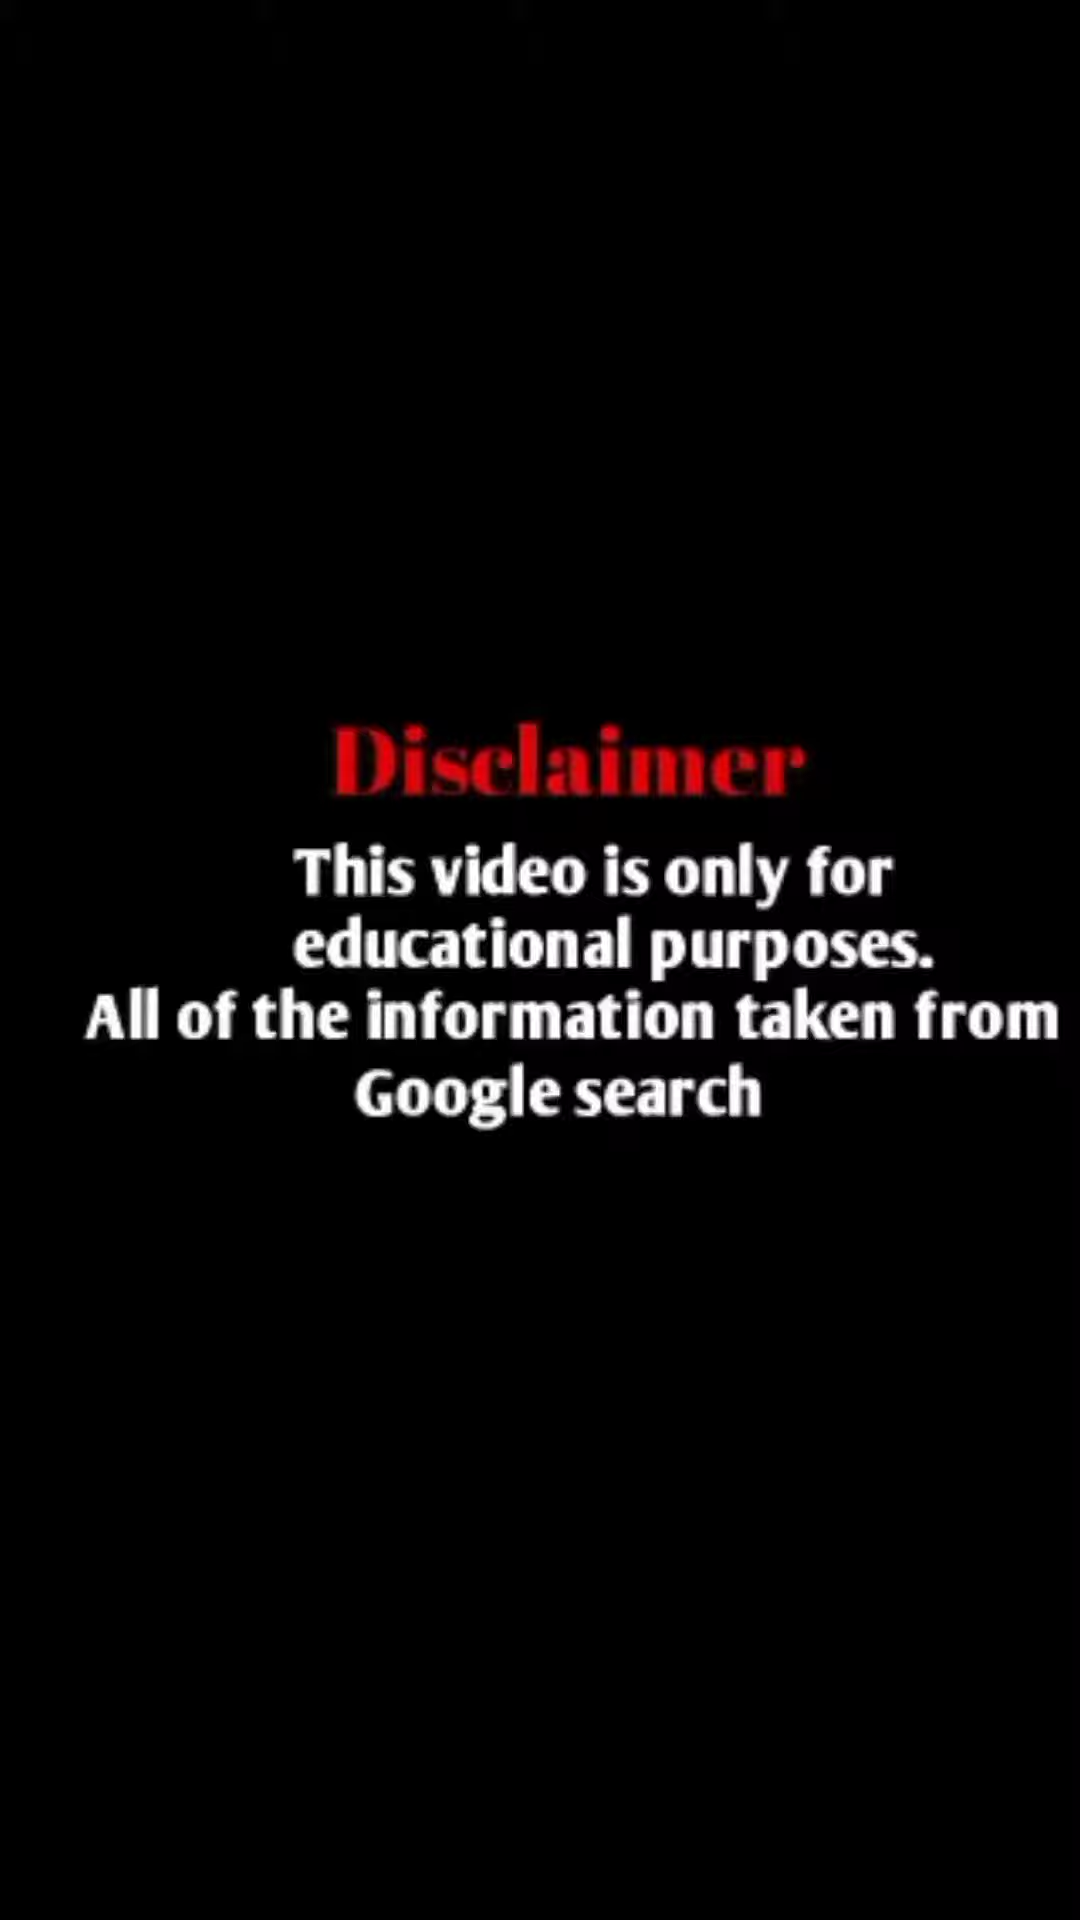 Disclaimer
This video is only for
educational purposes.
All of the information taken from
Google search